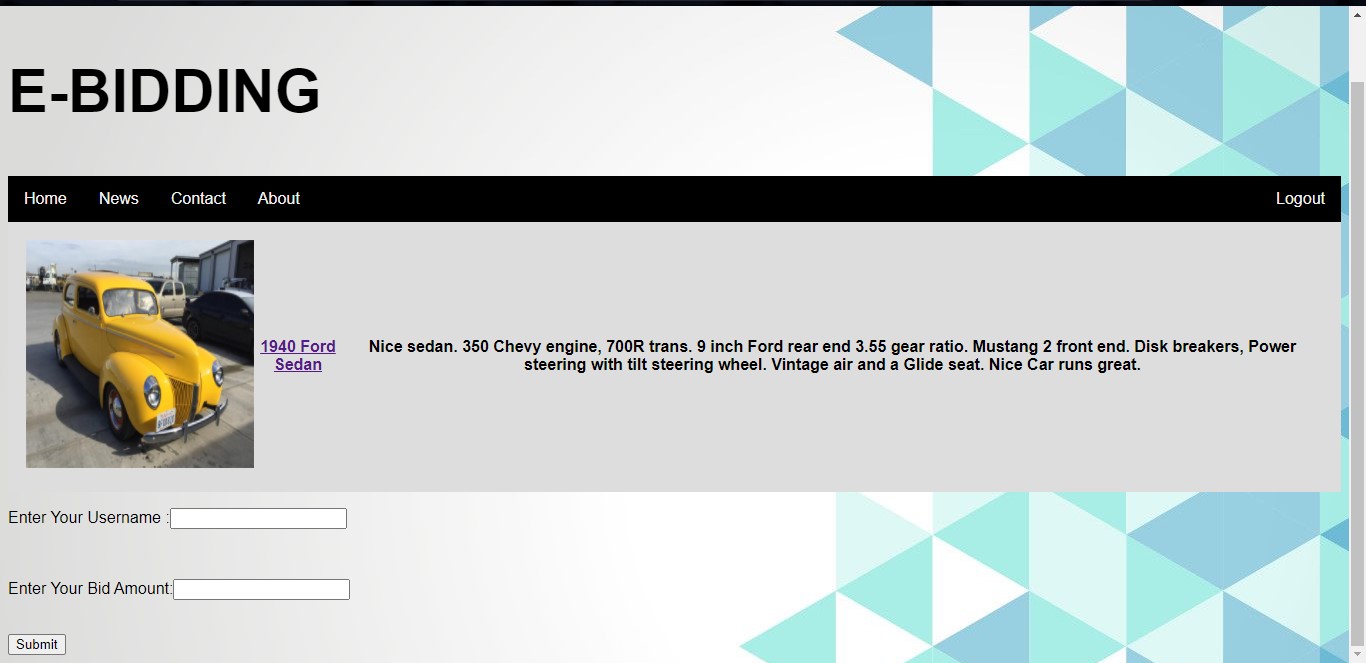 E-BIDDING
Home News Contact About Logout
1940 Ford
Sedan
Nice sedan. 350 Chevy engine, 700R trans. 9 inch Ford rear end 3.55 gear ratio. Mustang 2 front end. Disk breakers, Power
steering with tilt steering wheel. Vintage air and a Glide seat. Nice Car runs great.
Enter Your Username :
Enter Your Bid Amount:
Submit